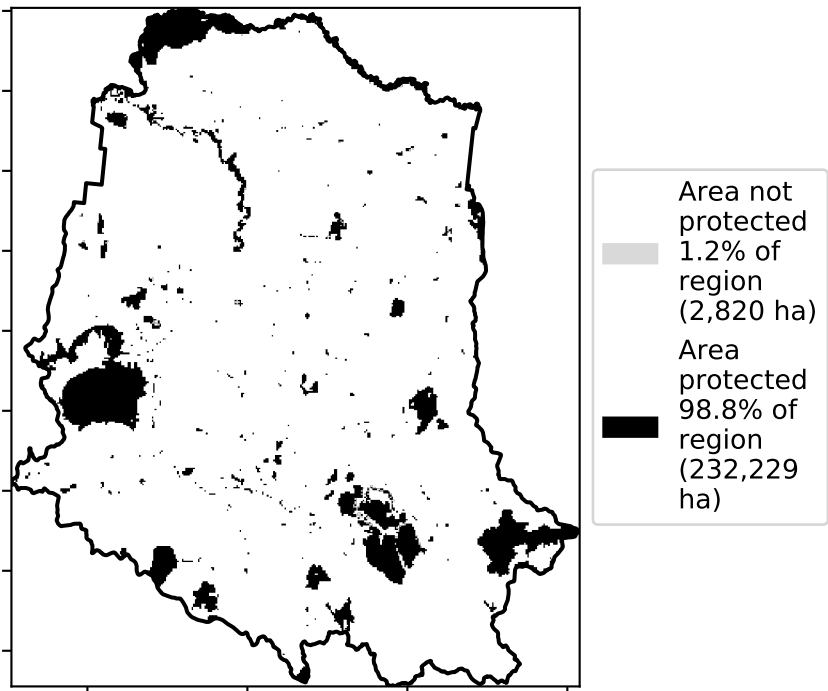 Area not
protected
1.2% of
region
(2,820 ha)
Area
protected
98.8% of
region
(232,229
ha)